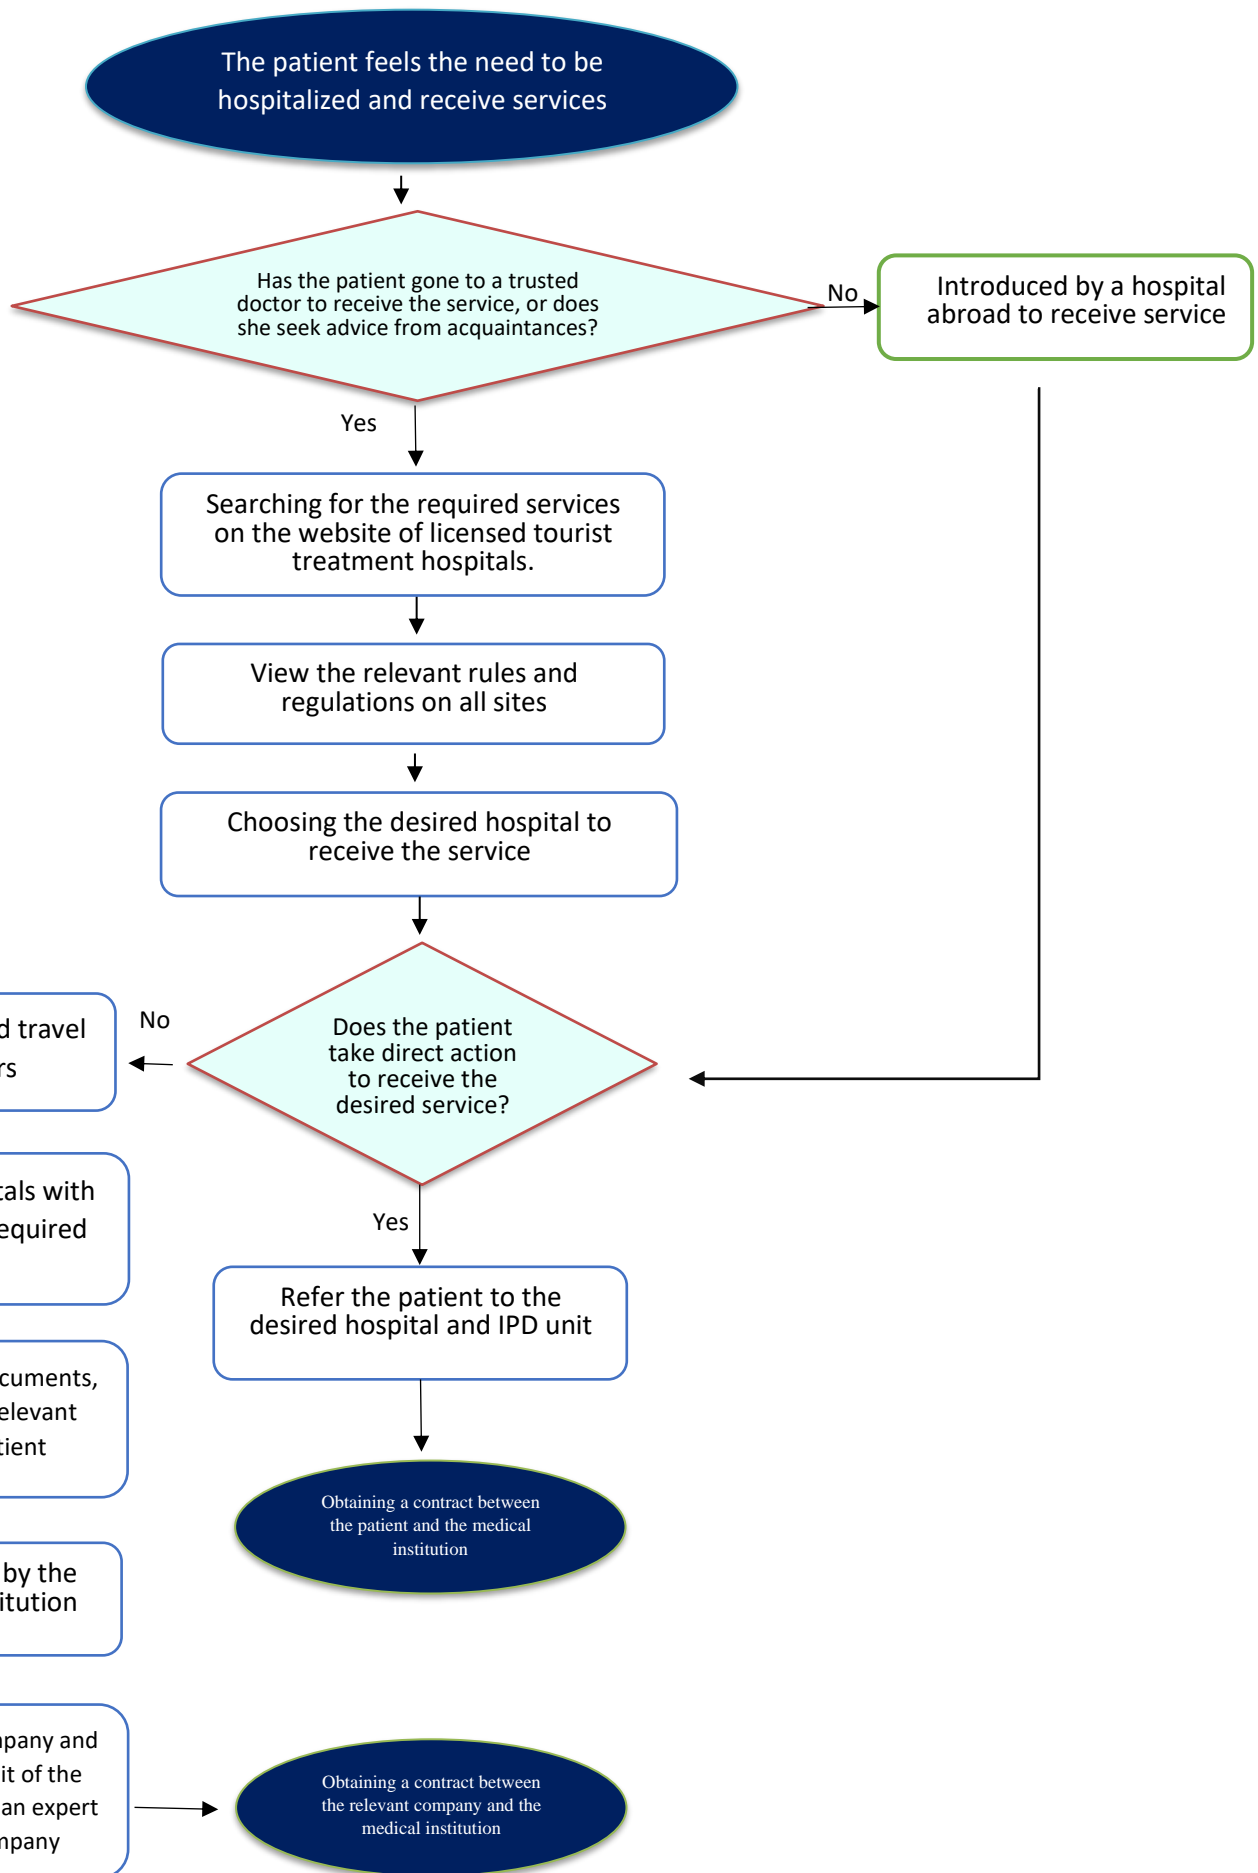 The patient feels the need to be
hospitalized and receive services
Has the patient gone to a trusted
doctor to receive the service, or does
she seek advice from acquaintances?
No
Introduced by a hospital
abroad to receive service
Yes
Searching for the required services
on the website of licensed tourist
treatment hospitals.
View the relevant rules and
regulations on all sites
Choosing the desired hospital to
receive the service
Does the patient
take direct action
to receive the
desired service?
No
travel
Yes
with
equired
Refer the patient to the
desired hospital and IPD unit
cuments,
elevant
tient
Obtaining a contract between
the patient and the medical
institution
by the
itution
pany and
it of the
an expert
mpany
Obtaining a contract between
the relevant company and the
medical institution